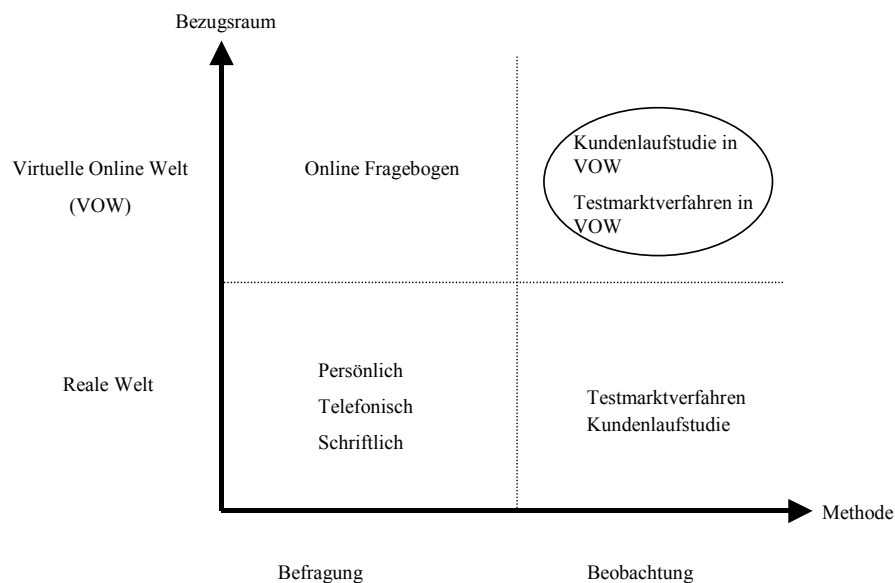 Bezugsraum
Virtuelle Online Welt
(VOW)
Online Fragebogen
Kundenlaufstudie in
VOW
Testmarktverfahren in
VOW
Reale Welt
Persönlich
Telefonisch
Schriftlich
Testmarktverfahren
Kundenlaufstudie
Methode
Befragung
Beobachtung